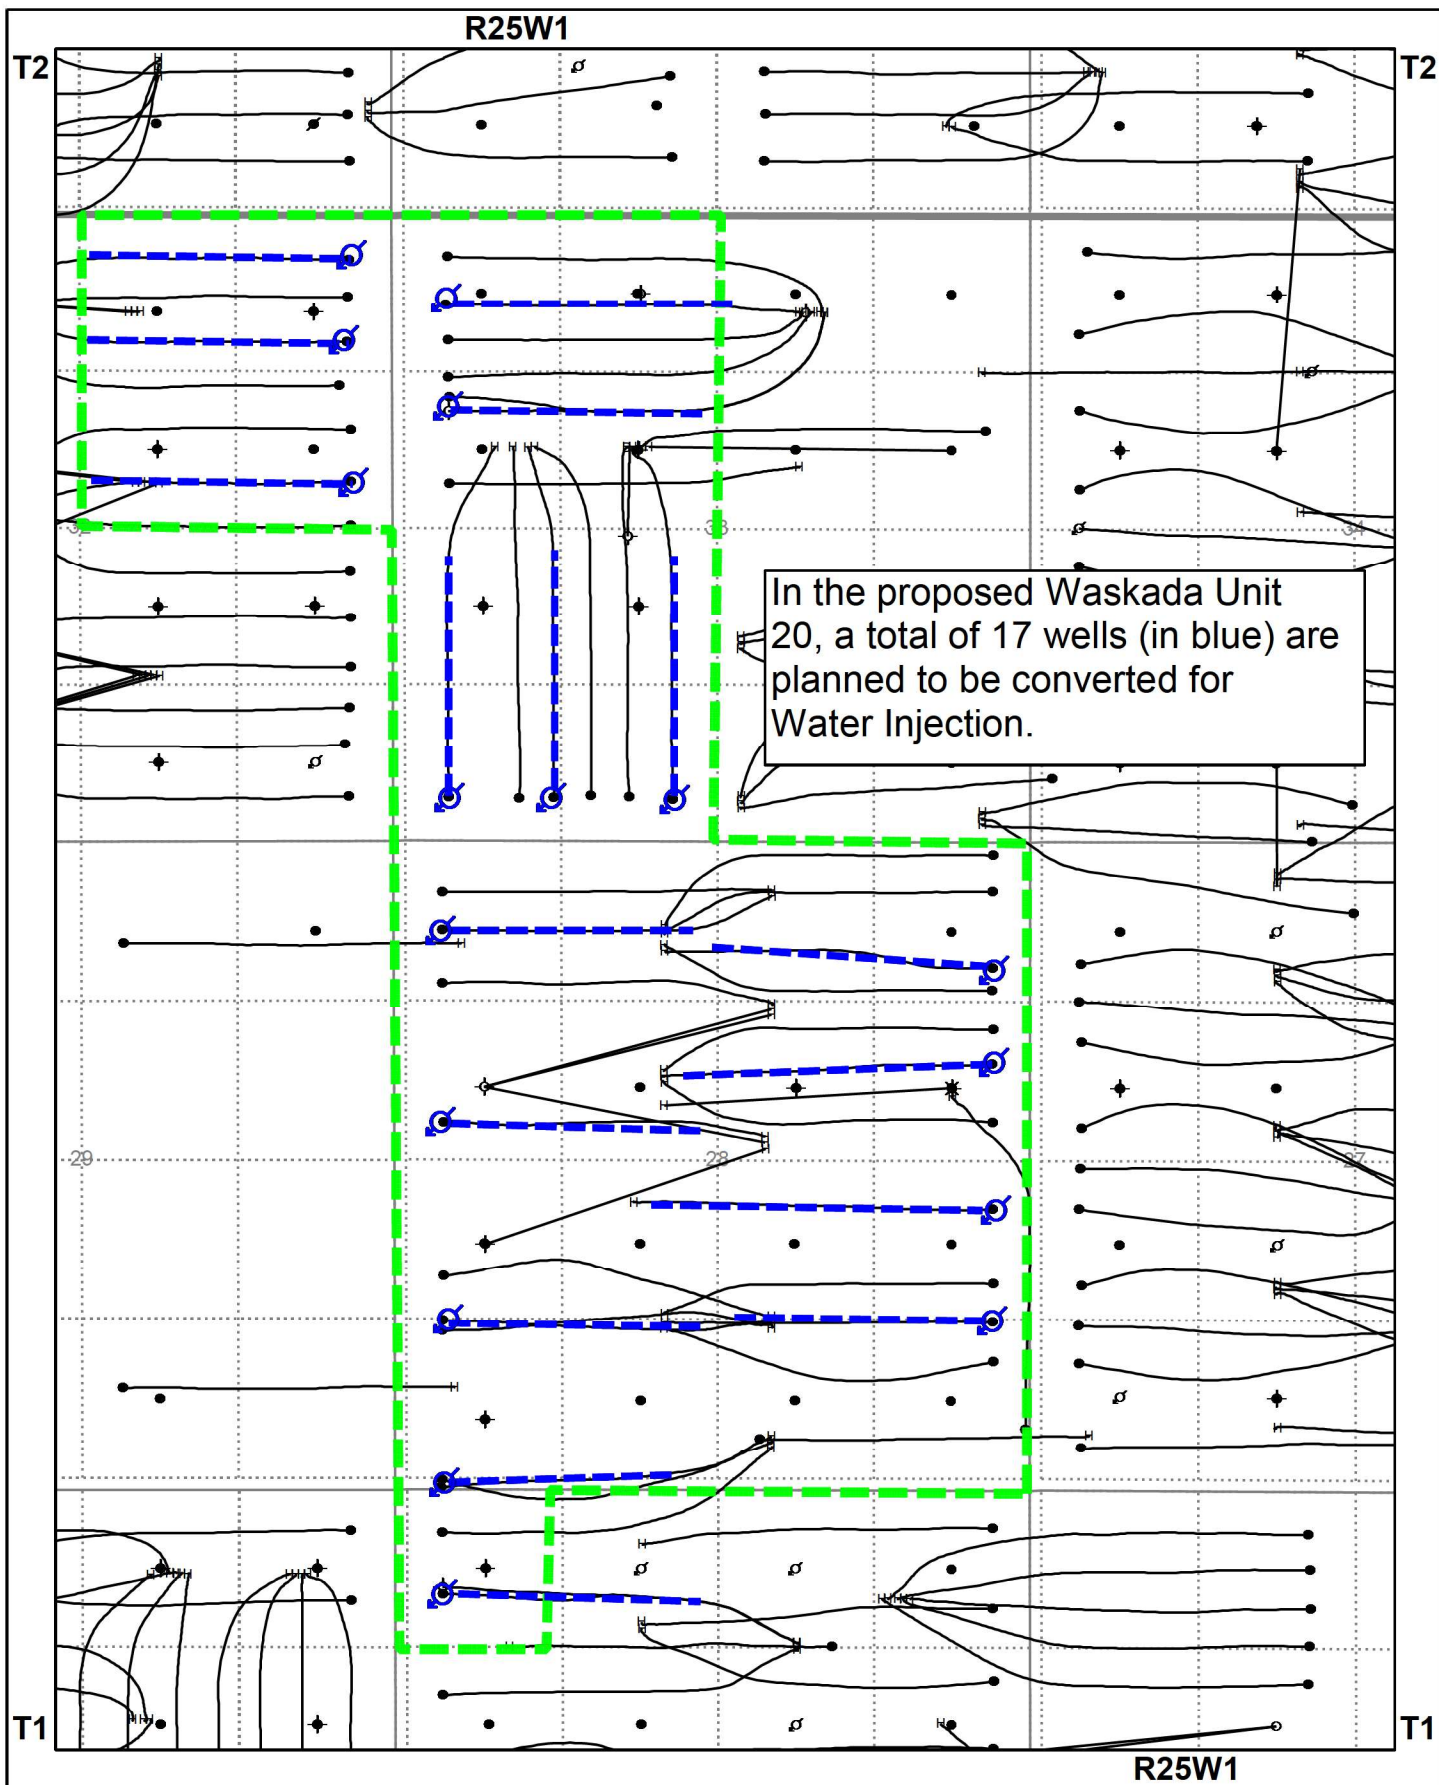 R25W1
T2
T2
32
33
34
In the proposed Waskada Unit
20, a total of 17 wells (in blue) are
planned to be converted for
Water Injection.
29
28
27
T1
T1
R25W1